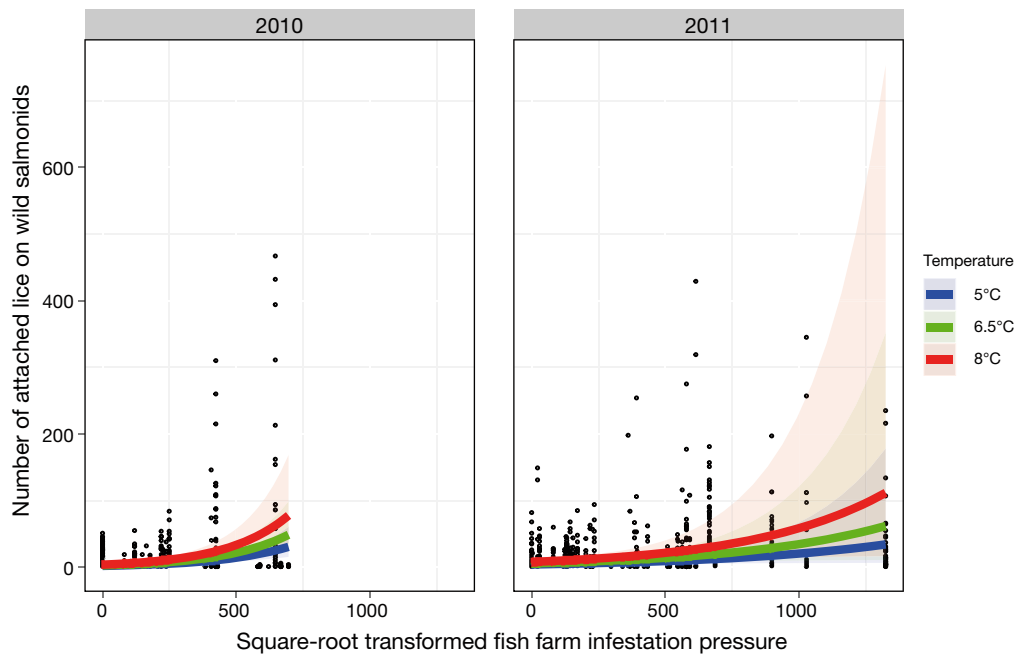 2010
2011
Number of attached lice on wild salmonids
600
400
200
0
0
500
1000
0
500
1000
Square-root transformed fish farm infestation pressure
Temperature
5°C
6.5°C
8°C